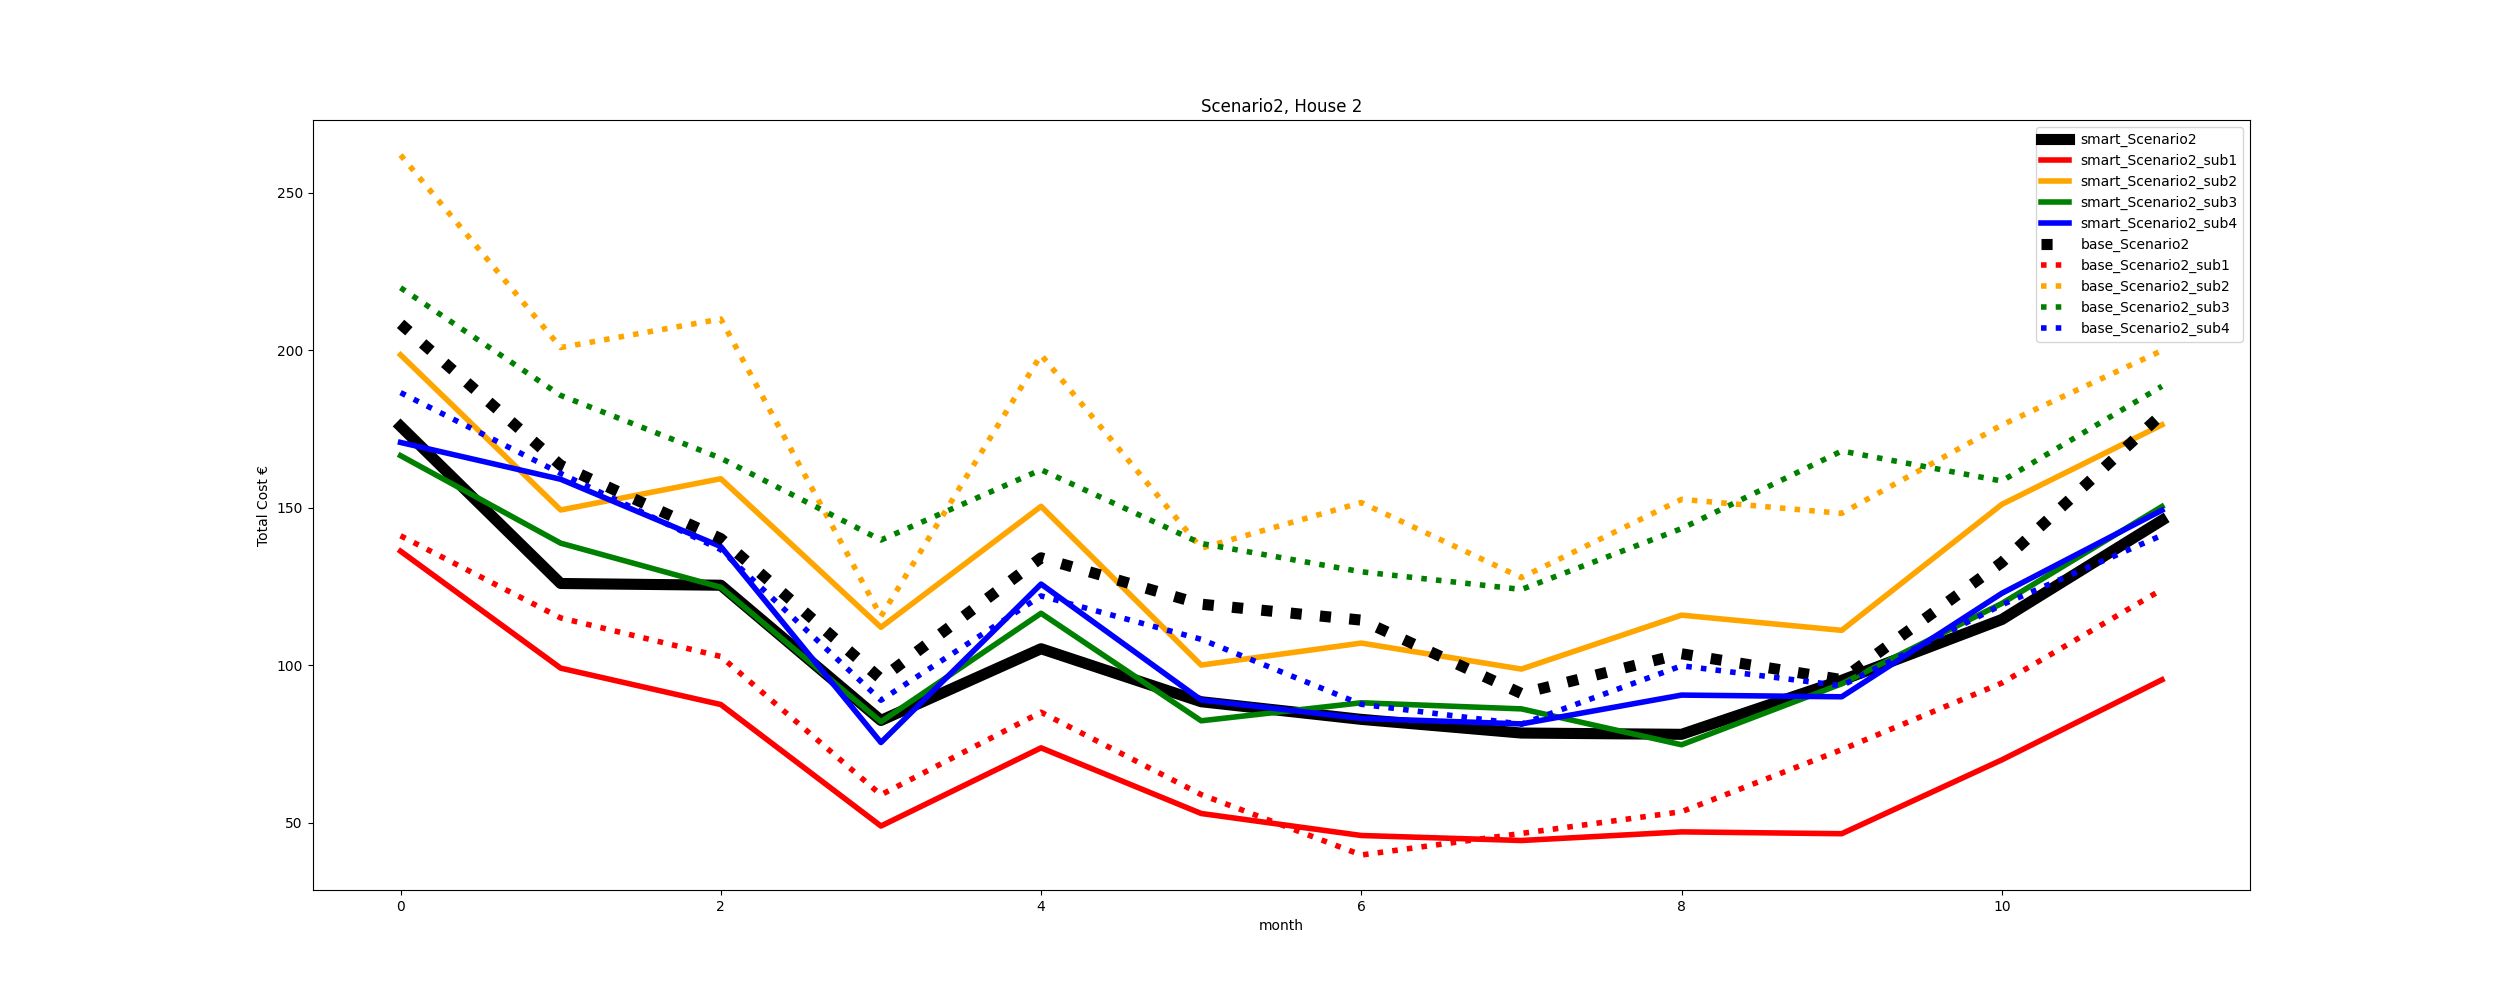 Scenario2, House 2
smart_Scenario2
smart_Scenario2_sub1
smart_Scenario2_sub2
smart_Scenario2_sub3
smart_Scenario2_sub4
base_Scenario2
base_Scenario2_sub1
base_Scenario2_sub2
base_Scenario2_sub3
base_Scenario2_sub4
Total Cost €
250
200
150
100
50
0 2 4 6 8 10
month